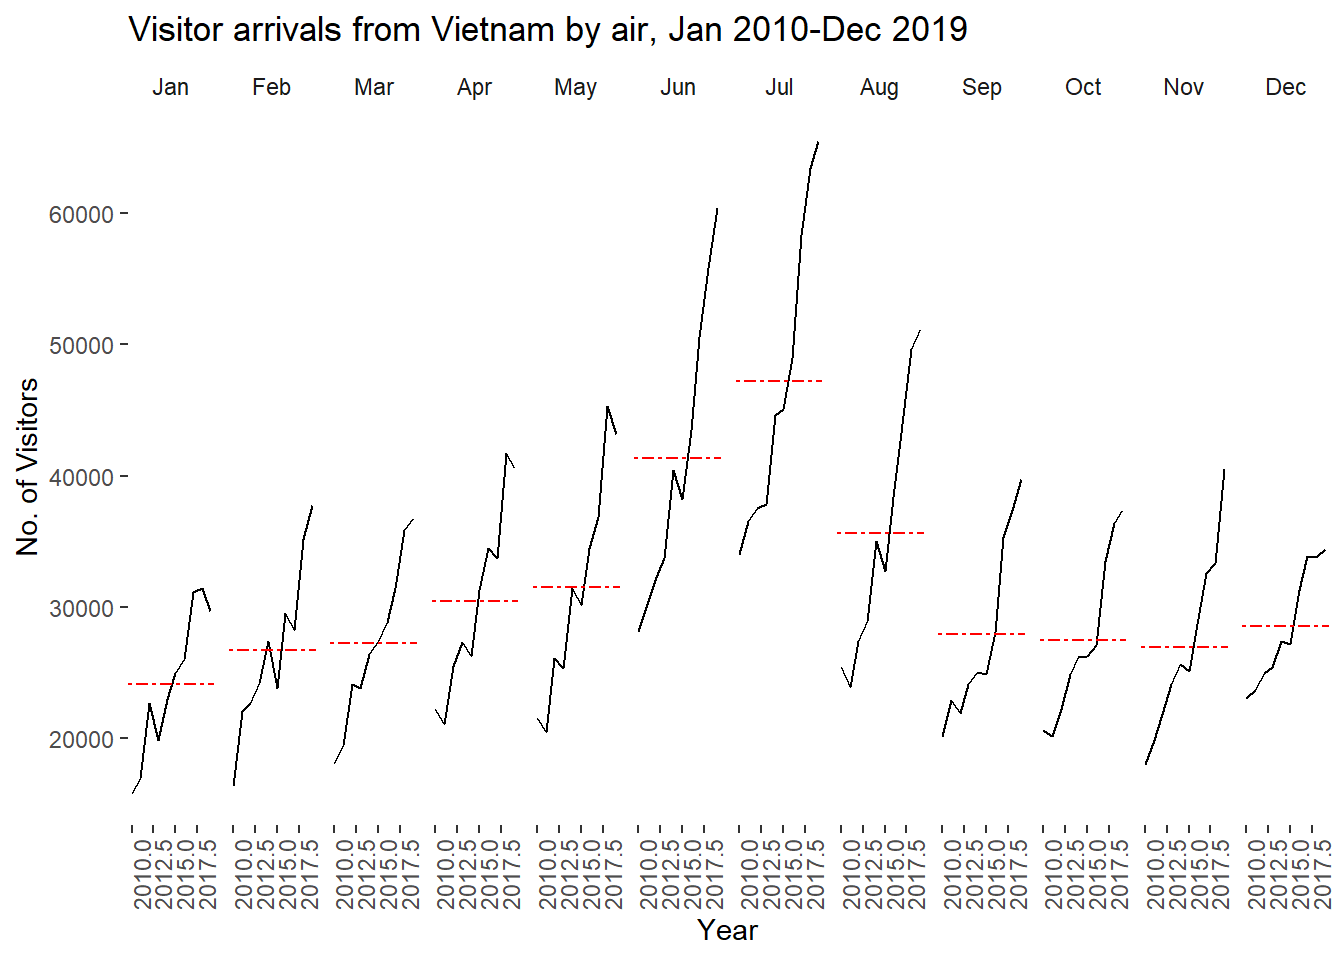 Visitor arrivals from Vietnam by air, Jan 2010-Dec 2019
Jan Feb Mar Apr May Jun Jul Aug Sep Oct Nov Dec
No. of Visitors
60000
50000
40000
30000
20000
2010.0 2012.5 2015.0 2017.5 2010.0 2012.5 2015.0 2017.5 2010.0 2012.5 2015.0 2017.5 2010.0 2012.5 2015.0 2017.5 2010.0 2012.5 2015.0 2017.5 2010.0 2012.5 2015.0 2017.5 2010.0 2012.5 2015.0 2017.5 2010.0 2012.5 2015.0 2017.5 2010.0 2012.5 2015.0 2017.5 2010.0 2012.5 2015.0 2017.5 2010.0 2012.5 2015.0 2017.5 2010.0 2012.5 2015.0 2017.5
Year